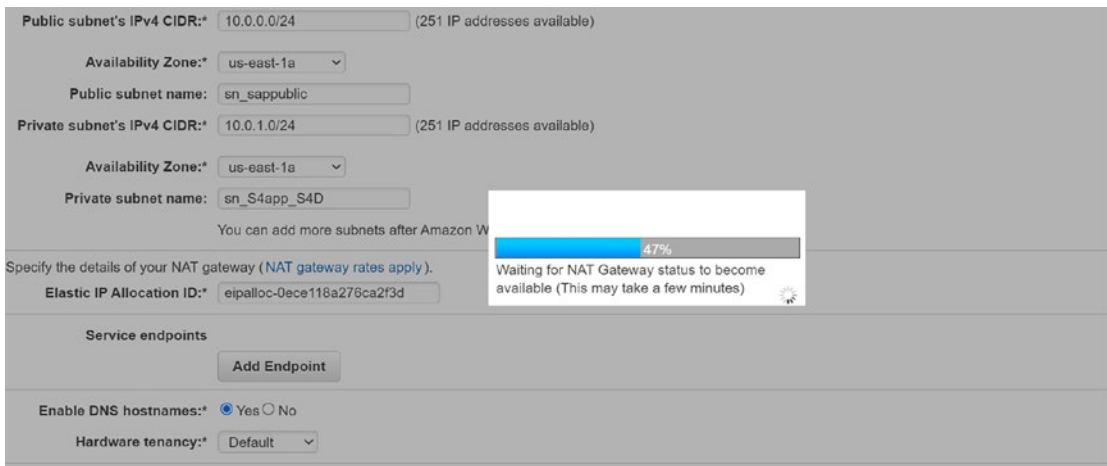 Public subnet's IPv4 CIDR:* 10.0.0.0/24 (251 IP addresses available)
Availability Zone:* us-east-1a
Public subnet name: sn_sappublic
Private subnet's IPv4 CIDR:* 10.0.1.0/24 (251 IP addresses available)
Availability Zone:* us-east-1a
Private subnet name: sn_S4app_S4D
You can add more subnets after Amazon W
47%
Waiting for NAT Gateway status to become
available (This may take a few minutes)
Specify the details of your NAT gateway (NAT gateway rates apply).
Elastic IP Allocation ID:* eipalloc-0ece118a276ca2f3d
Service endpoints
Add Endpoint
Enable DNS hostnames:* Yes No
Hardware tenancy:* Default